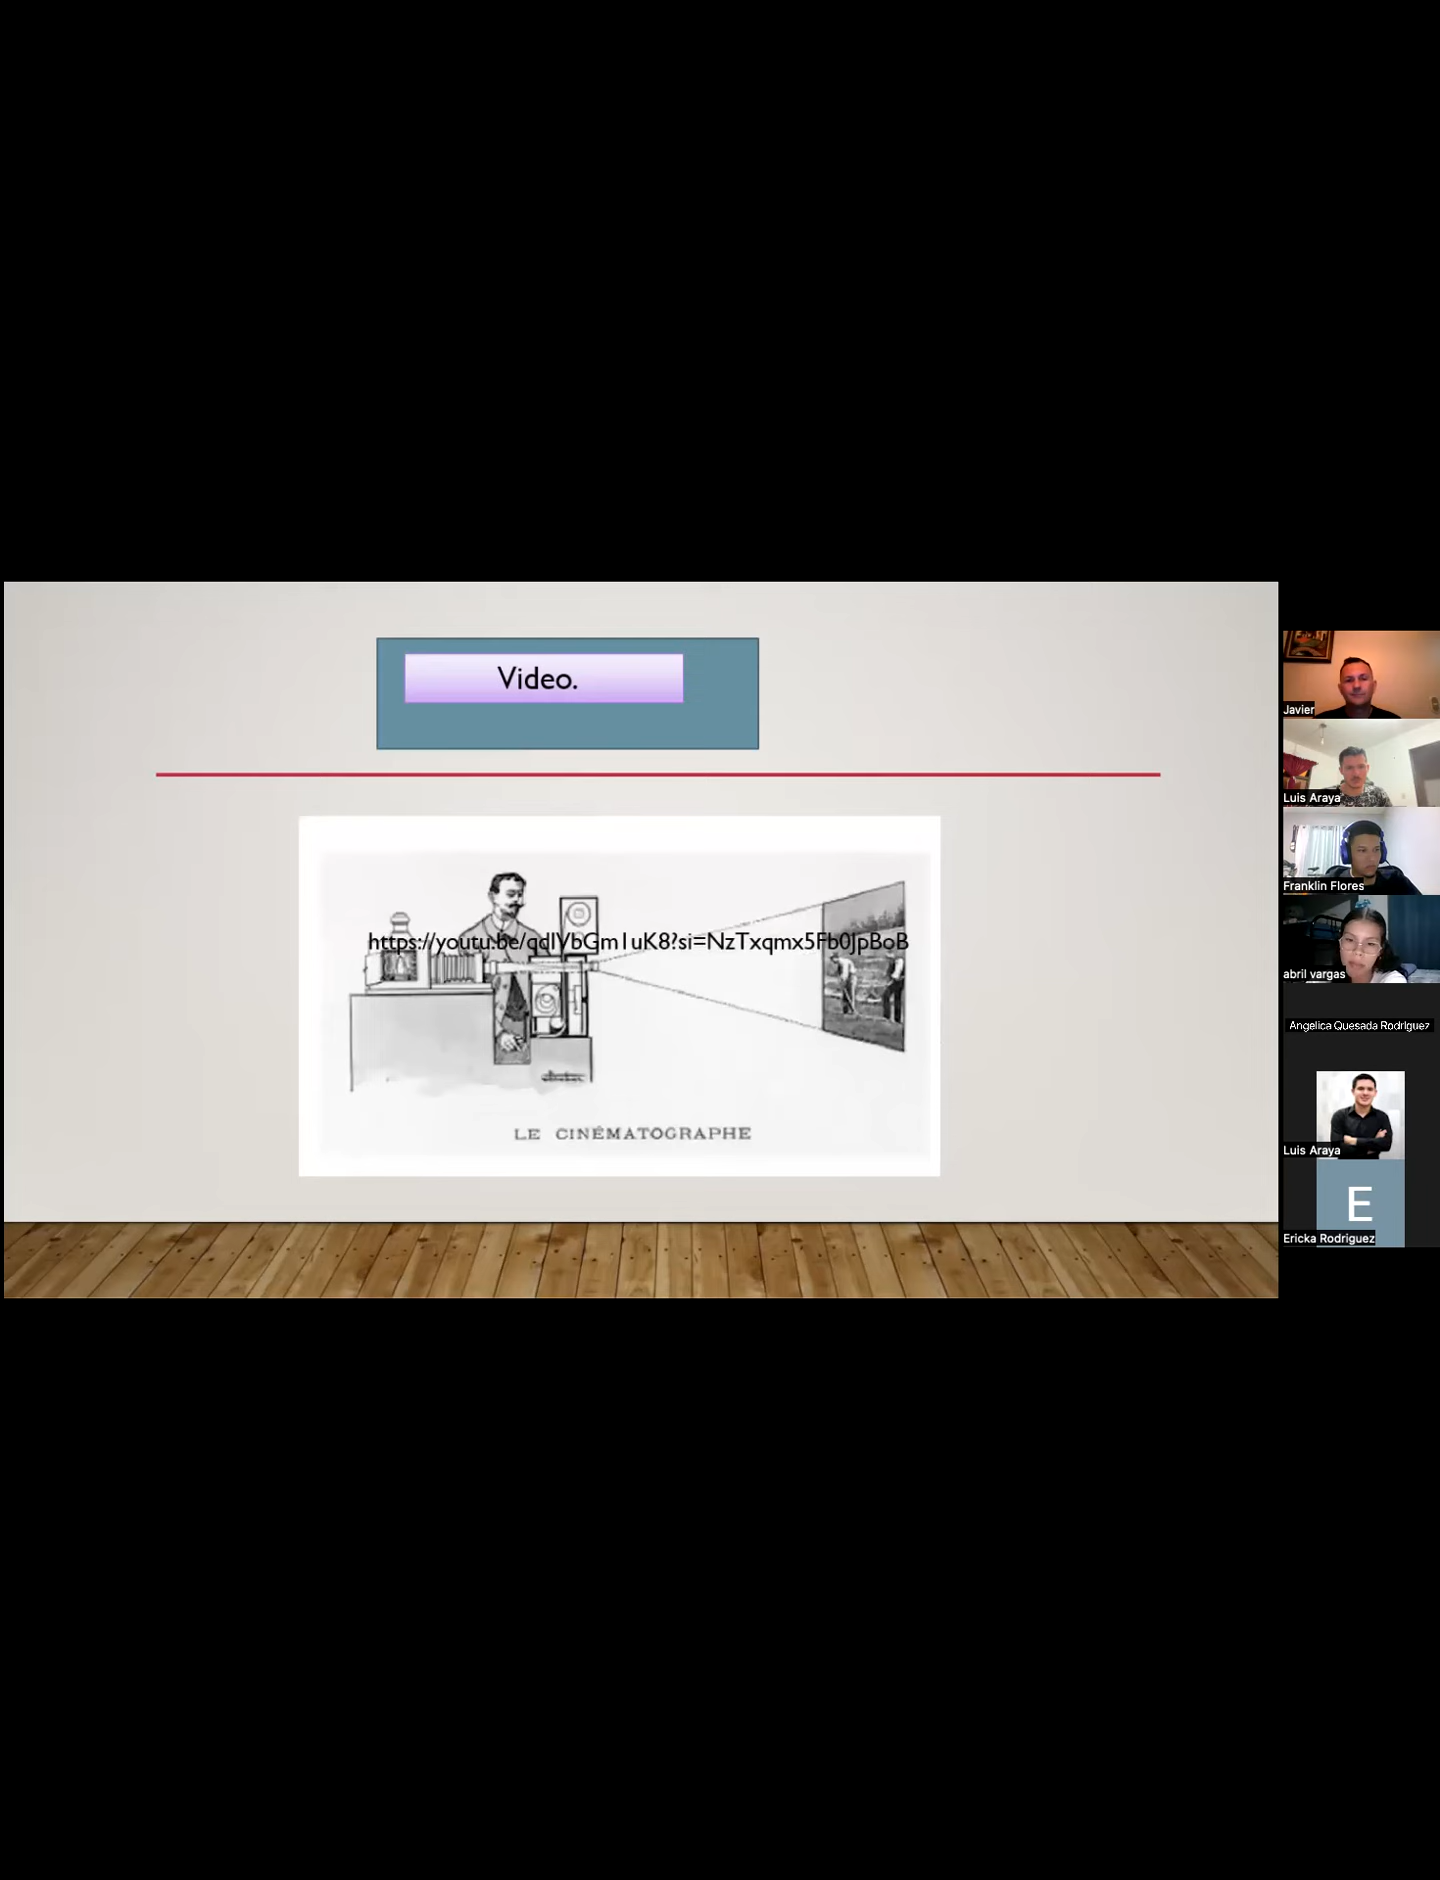 Video.
https://youtu.be/qdIVbGm1uK8?si=NzTxqmx5Fb0JpBoB
LE CINÉMATOGRAPHE
Javier
Luis Araya
Franklin Flores
abril vargas
Angelica Quesada Rodriguez
Luis Araya
E
Ericka Rodriguez